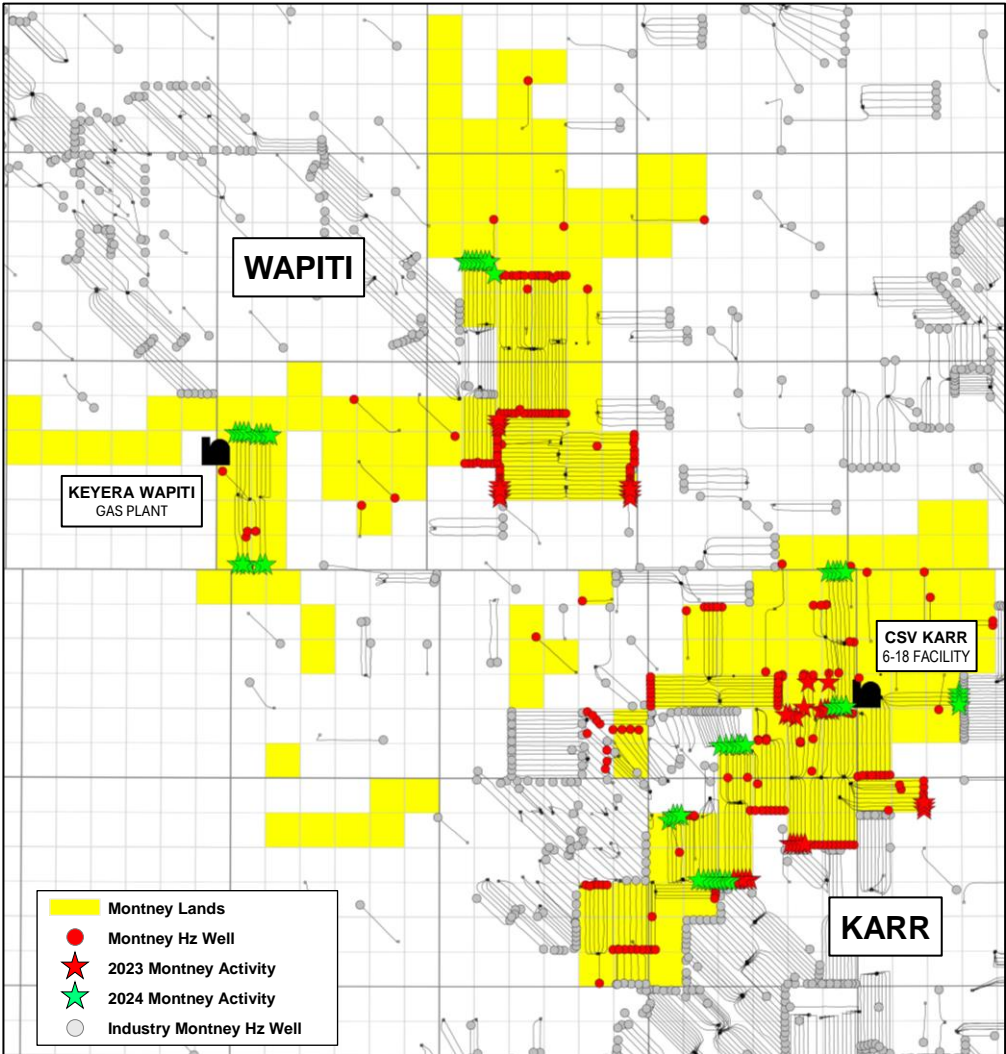 WAPITI
KEYERA WAPITI
GAS PLANT
CSV KARR
6-18 FACILITY
KARR
Montney Lands
Montney Hz Well
2023 Montney Activity
2024 Montney Activity
Industry Montney Hz Well